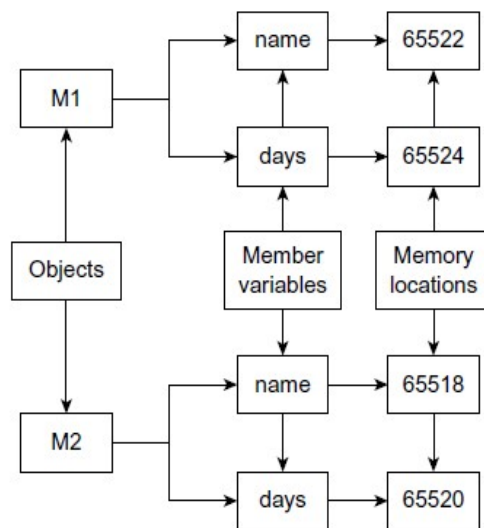 name
65522
M1
days
65524
Objects
Member
variables
Memory
locations
name
65518
M2
days
65520